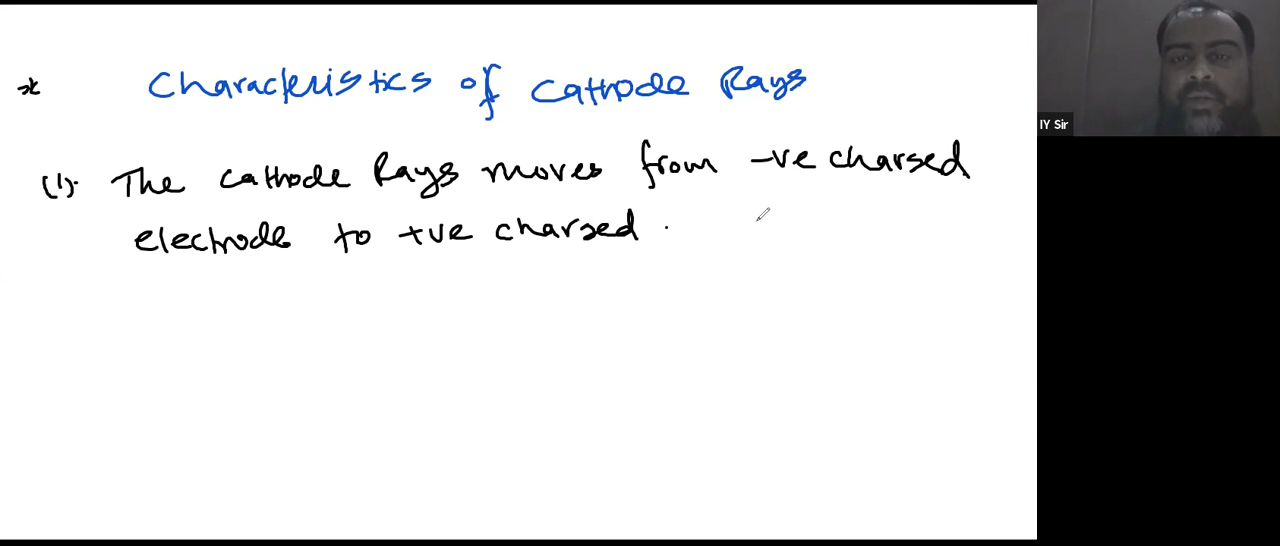 * Characteristics of Cathode Rays
(1). The cathode Rays moves from -ve charged
electrode to +ve charged.
IY Sir